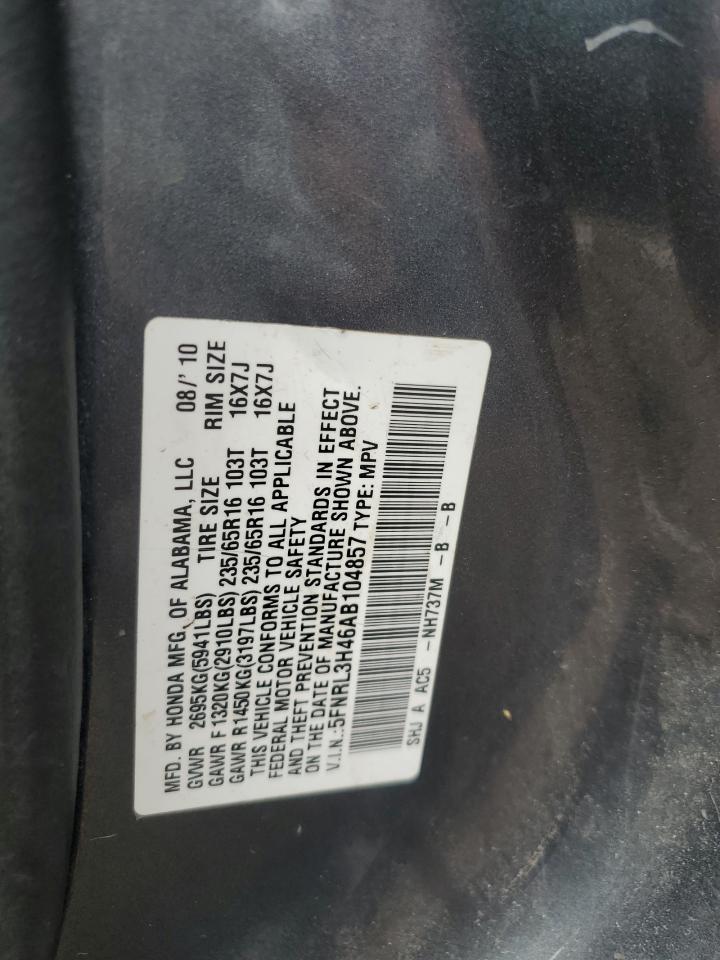 MFD. BY HONDA MFG. OF ALABAMA, LLC 08/' 10
GVWR 2695KG(5941LBS) TIRE SIZE RIM SIZE
GAWR F1320KG(2910LBS) 235/65R16 103T 16X7J
GAWR R1450KG(3197LBS) 235/65R16 103T 16X7J
THIS VEHICLE CONFORMS TO ALL APPLICABLE
FEDERAL MOTOR VEHICLE SAFETY
AND THEFT PREVENTION STANDARDS IN EFFECT
ON THE DATE OF MANUFACTURE SHOWN ABOVE.
V.I.N.:5FNRL3H46AB104857 TYPE: MPV
SHJ A AC5 -NH737M -B -B